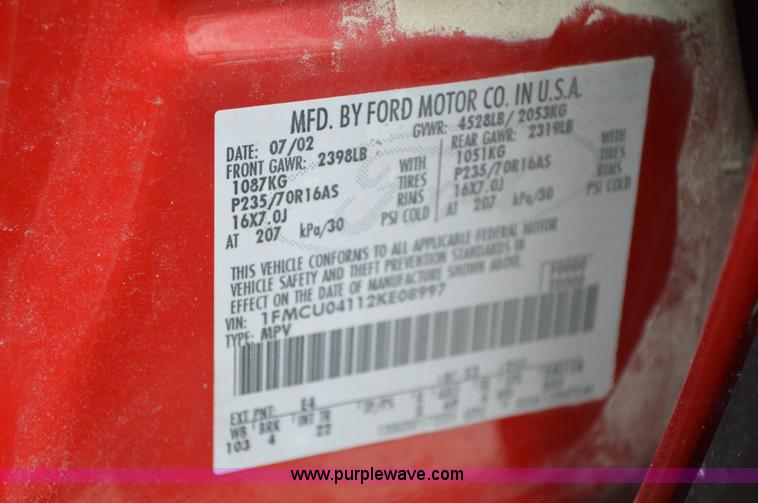 MFD. BY FORD MOTOR CO. IN U.S.A.
DATE: 07/02 GVWR: 4528LB/ 2053KG
FRONT GAWR: 2398LB REAR GAWR: 2319LB
1087KG WITH 1051KG WITH
P235/70R16AS TIRES P235/70R16AS TIRES
16X7.0J RIMS 16X7.0J RIMS
AT 207 kPa/30 PSI COLD AT 207 kPa/30 PSI COLD
THIS VEHICLE CONFORMS TO ALL APPLICABLE FEDERAL MOTOR
VEHICLE SAFETY AND THEFT PREVENTION STANDARDS IN
EFFECT ON THE DATE OF MANUFACTURE SHOWN ABOVE.
VIN: 1FMCU04112KE08997
TYPE: MPV
EXT PNT: E4
WB BRK INT TR
103 4 22
www.purplewave.com